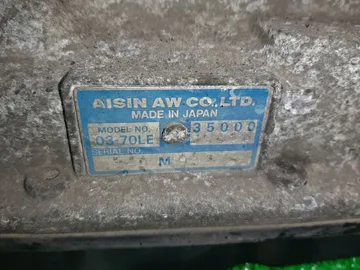 AISIN AW CO., LTD.
MADE IN JAPAN
MODEL NO. 35000
03-70LE
SERIAL NO.
M